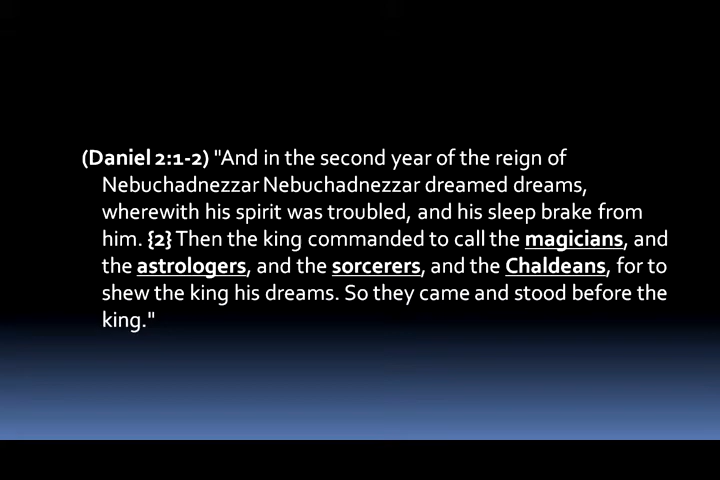 (Daniel 2:1-2) "And in the second year of the reign of
Nebuchadnezzar Nebuchadnezzar dreamed dreams,
wherewith his spirit was troubled, and his sleep brake from
him. {2} Then the king commanded to call the magicians, and
the astrologers, and the sorcerers, and the Chaldeans, for to
shew the king his dreams. So they came and stood before the
king."